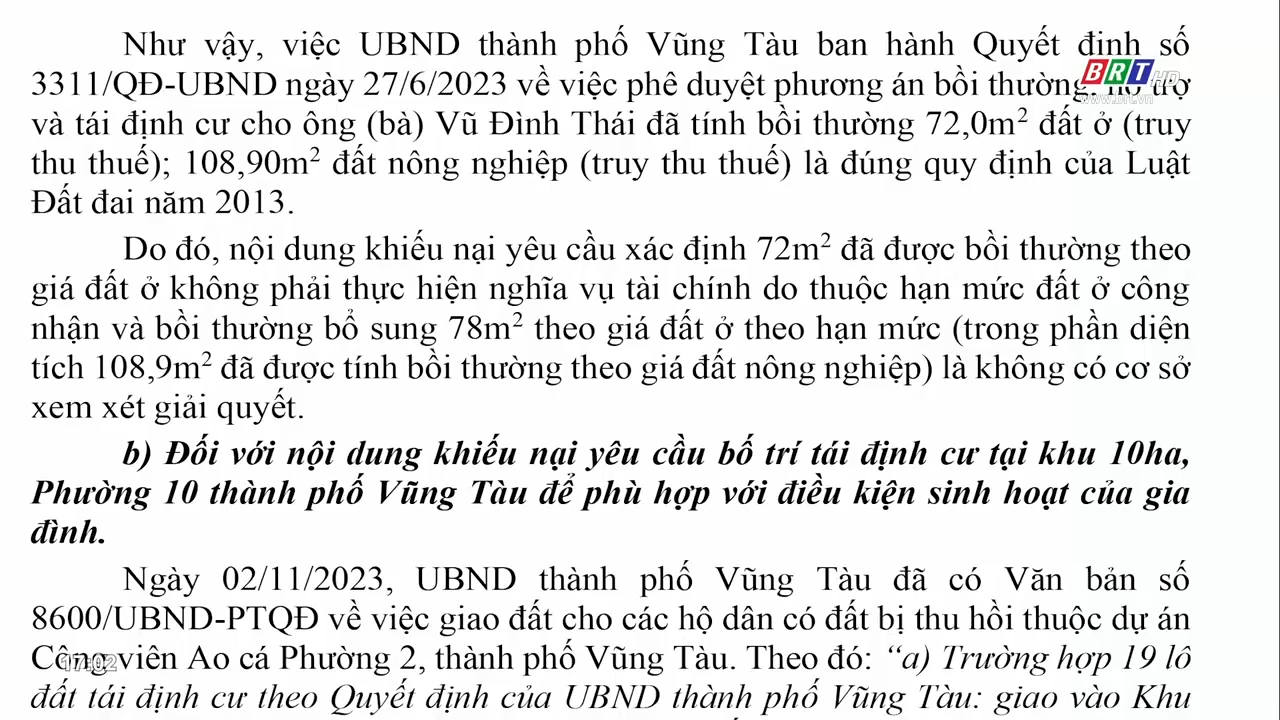 Như vậy, việc UBND thành phố Vũng Tàu ban hành Quyết định số
3311/QĐ-UBND ngày 27/6/2023 về việc phê duyệt phương án bồi thường, hỗ trợ
và tái định cư cho ông (bà) Vũ Đình Thái đã tính bồi thường 72,0m² đất ở (truy
thu thuế); 108,90m² đất nông nghiệp (truy thu thuế) là đúng quy định của Luật
Đất đai năm 2013.
Do đó, nội dung khiếu nại yêu cầu xác định 72m² đã được bồi thường theo
giá đất ở không phải thực hiện nghĩa vụ tài chính do thuộc hạn mức đất ở công
nhận và bồi thường bổ sung 78m² theo giá đất ở theo hạn mức (trong phần diện
tích 108,9m² đã được tính bồi thường theo giá đất nông nghiệp) là không có cơ sở
xem xét giải quyết.
b) Đối với nội dung khiếu nại yêu cầu bố trí tái định cư tại khu 10ha,
Phường 10 thành phố Vũng Tàu để phù hợp với điều kiện sinh hoạt của gia
đình.
Ngày 02/11/2023, UBND thành phố Vũng Tàu đã có Văn bản số
8600/UBND-PTQĐ về việc giao đất cho các hộ dân có đất bị thu hồi thuộc dự án
Công viên Ao cá Phường 2, thành phố Vũng Tàu. Theo đó: “a) Trường hợp 19 lô
đất tái định cư theo Quyết định của UBND thành phố Vũng Tàu: giao vào Khu
BRT HD
www.brt.vn
17:02